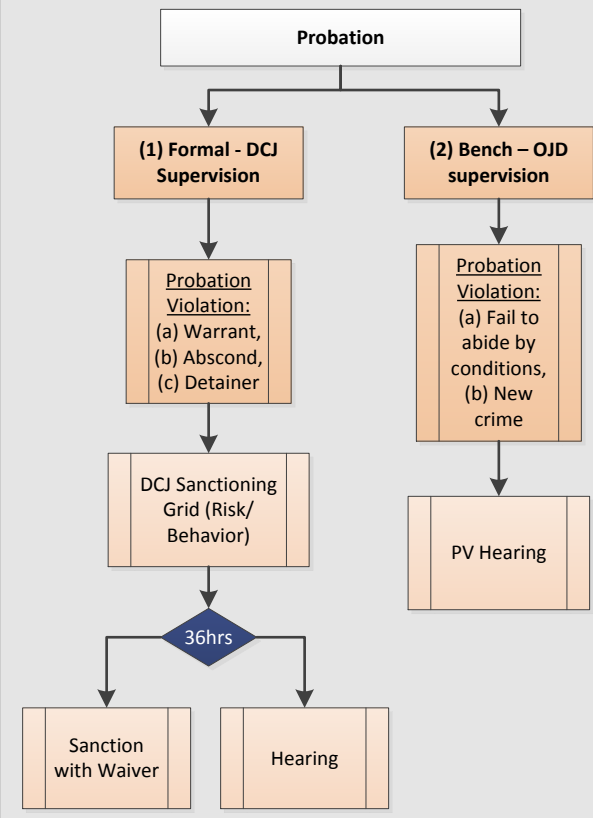 Probation
(1) Formal - DCJ
Supervision
(2) Bench – OJD
supervision
Probation
Violation:
(a) Warrant,
(b) Abscond,
(c) Detainer
Probation
Violation:
(a) Fail to
abide by
conditions,
(b) New
crime
DCJ Sanctioning
Grid (Risk/
Behavior)
PV Hearing
36hrs
Sanction
with Waiver
Hearing